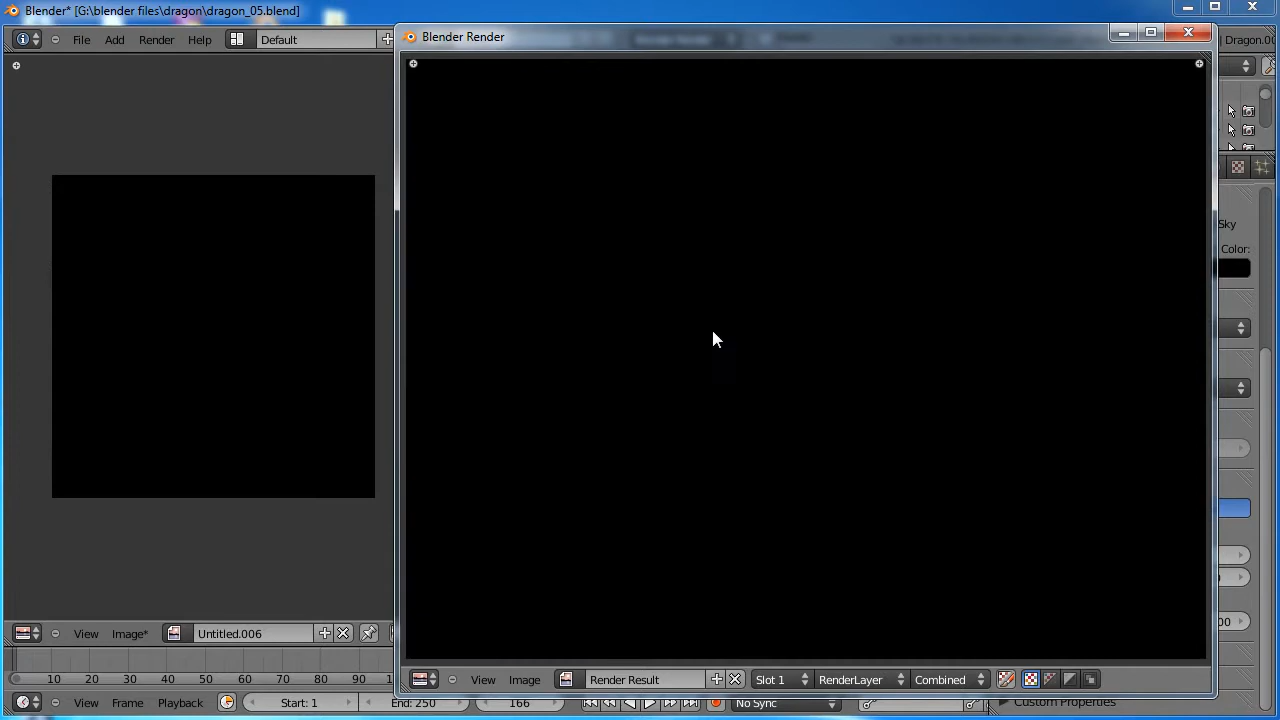 Blender* [G:\blender files\dragon\dragon_05.blend]
File Add Render Help Default
Blender Render
Dragon.00
Sky
Color:
View Image* Untitled.006
View Image Render Result Slot 1 RenderLayer Combined
00
10 20 30 40 50 60 70 80 90
View Frame Playback Start: 1 End: 250 166 No Sync
Custom Properties